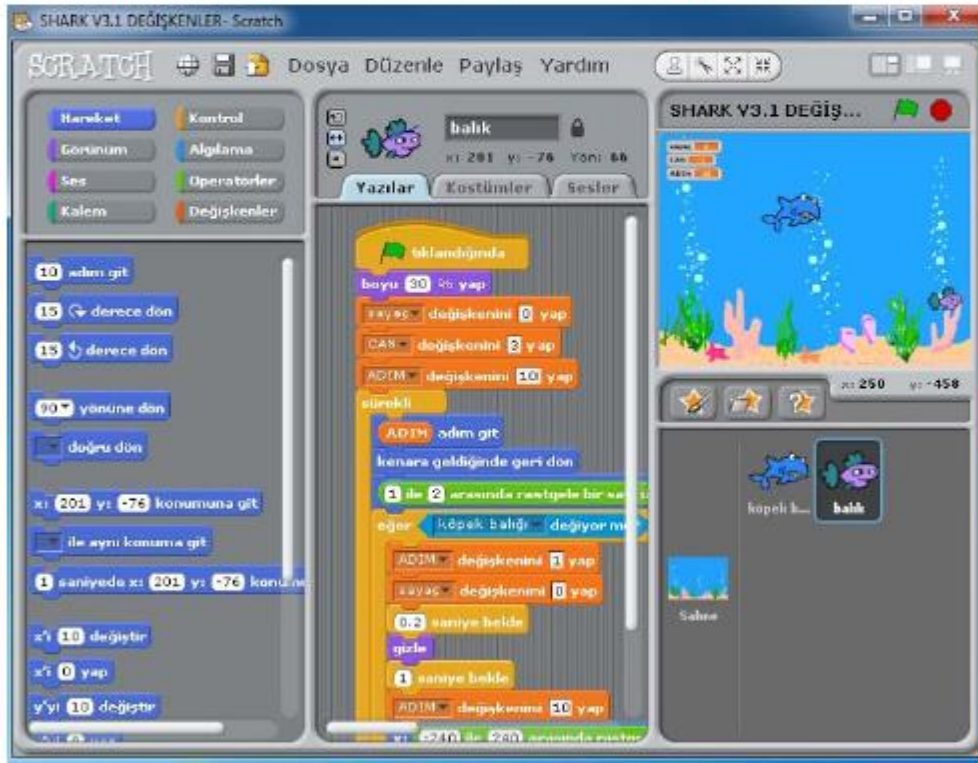 SHARK V3.1 DEĞİŞKENLER- Scratch
SCRATCH
Dosya Düzenle Paylaş Yardım
Hareket Kontrol
Görünüm Algılama
Ses Operatörler
Kalem Değişkenler
10 adım git
15 derece dön
15 derece dön
90 yönüne dön
doğru dön
x: 201 y: -76 konumuna git
ile aynı konuma git
1 saniyede x: 201 y: -76
x'i 10 değiştir
x'i 0 yap
y'yi 10 değiştir
balık
x: 201 y: -76 Yön: 66
Yazılar Kostümler Sesler
tıklandığında
boyu 30 % yap
sayaç değişkenini 0 yap
CAN değişkenini 3 yap
ADIM değişkenini 10 yap
sürekli
ADIM adım git
kenara geldiğinde geri dön
1 ile 2 arasında rastgele bir
eğer köpek balığı değiyor
ADIM değişkenini 1 yap
sayaç değişkenini 0 yap
0.2 saniye bekle
gizle
1 saniye bekle
ADIM değişkenini 10 yap
x: -240 ile 240 arasında
SHARK V3.1 DEĞİŞ...
x: 250 y: -458
köpek b...
balık
Sahne